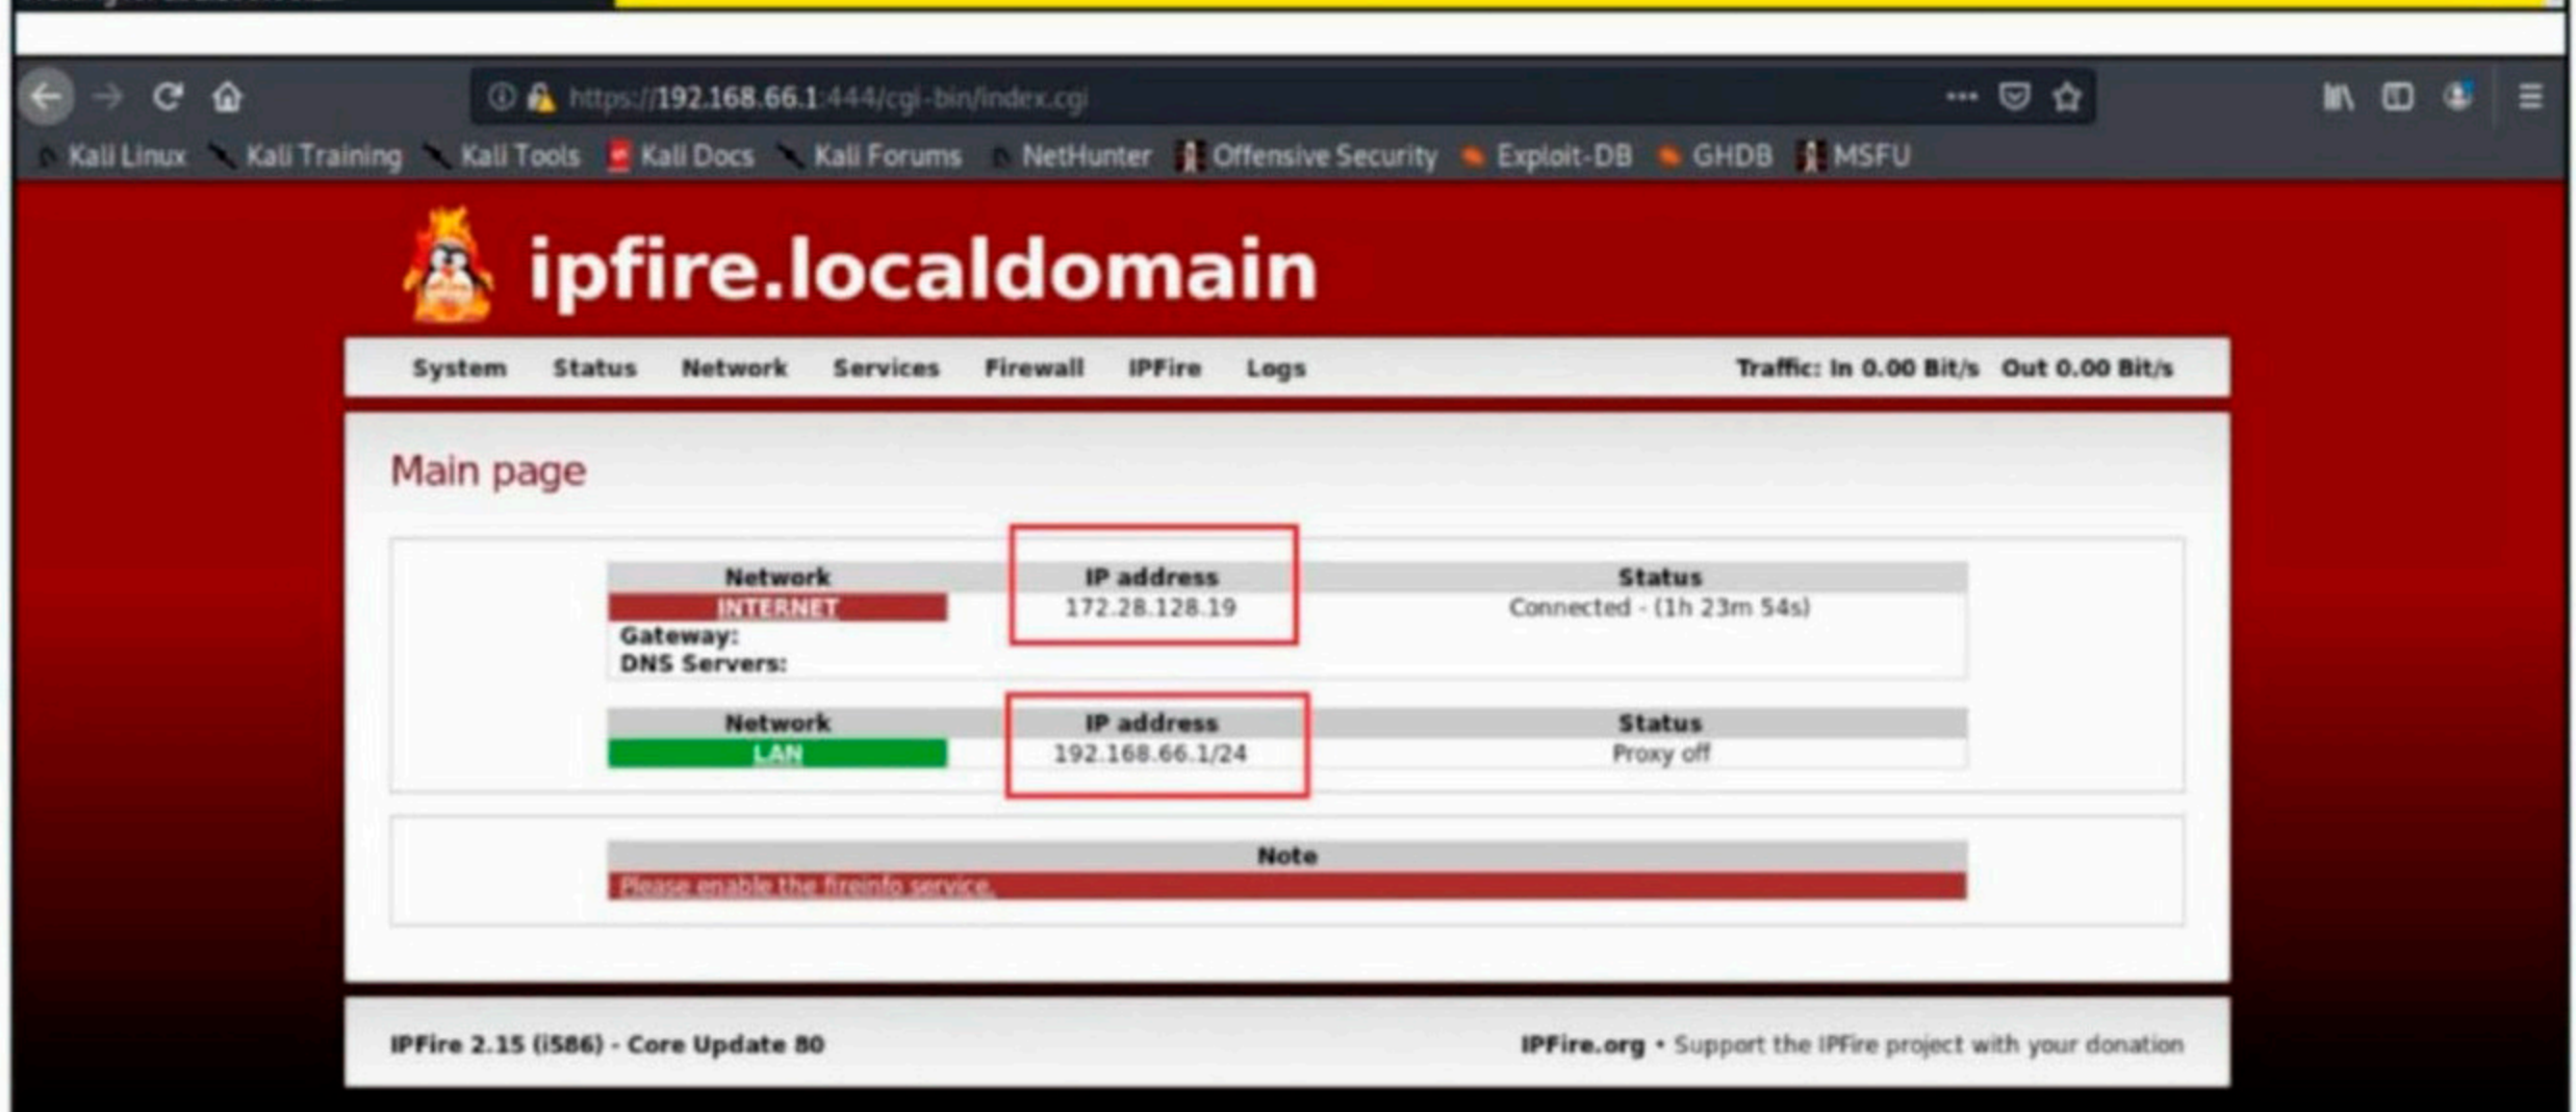 https://192.168.66.1:444/cgi-bin/index.cgi
Kali Linux Kali Training Kali Tools Kali Docs Kali Forums NetHunter Offensive Security Exploit-DB GHDB MSFU
ipfire.localdomain
System Status Network Services Firewall IPFire Logs Traffic: In 0.00 Bit/s Out 0.00 Bit/s
Main page
Network IP address Status
INTERNET 172.28.128.19 Connected - (1h 23m 54s)
Gateway:
DNS Servers:
Network IP address Status
LAN 192.168.66.1/24 Proxy off
Note
Please enable the fireinfo service.
IPFire 2.15 (i586) - Core Update 80 IPFire.org • Support the IPFire project with your donation